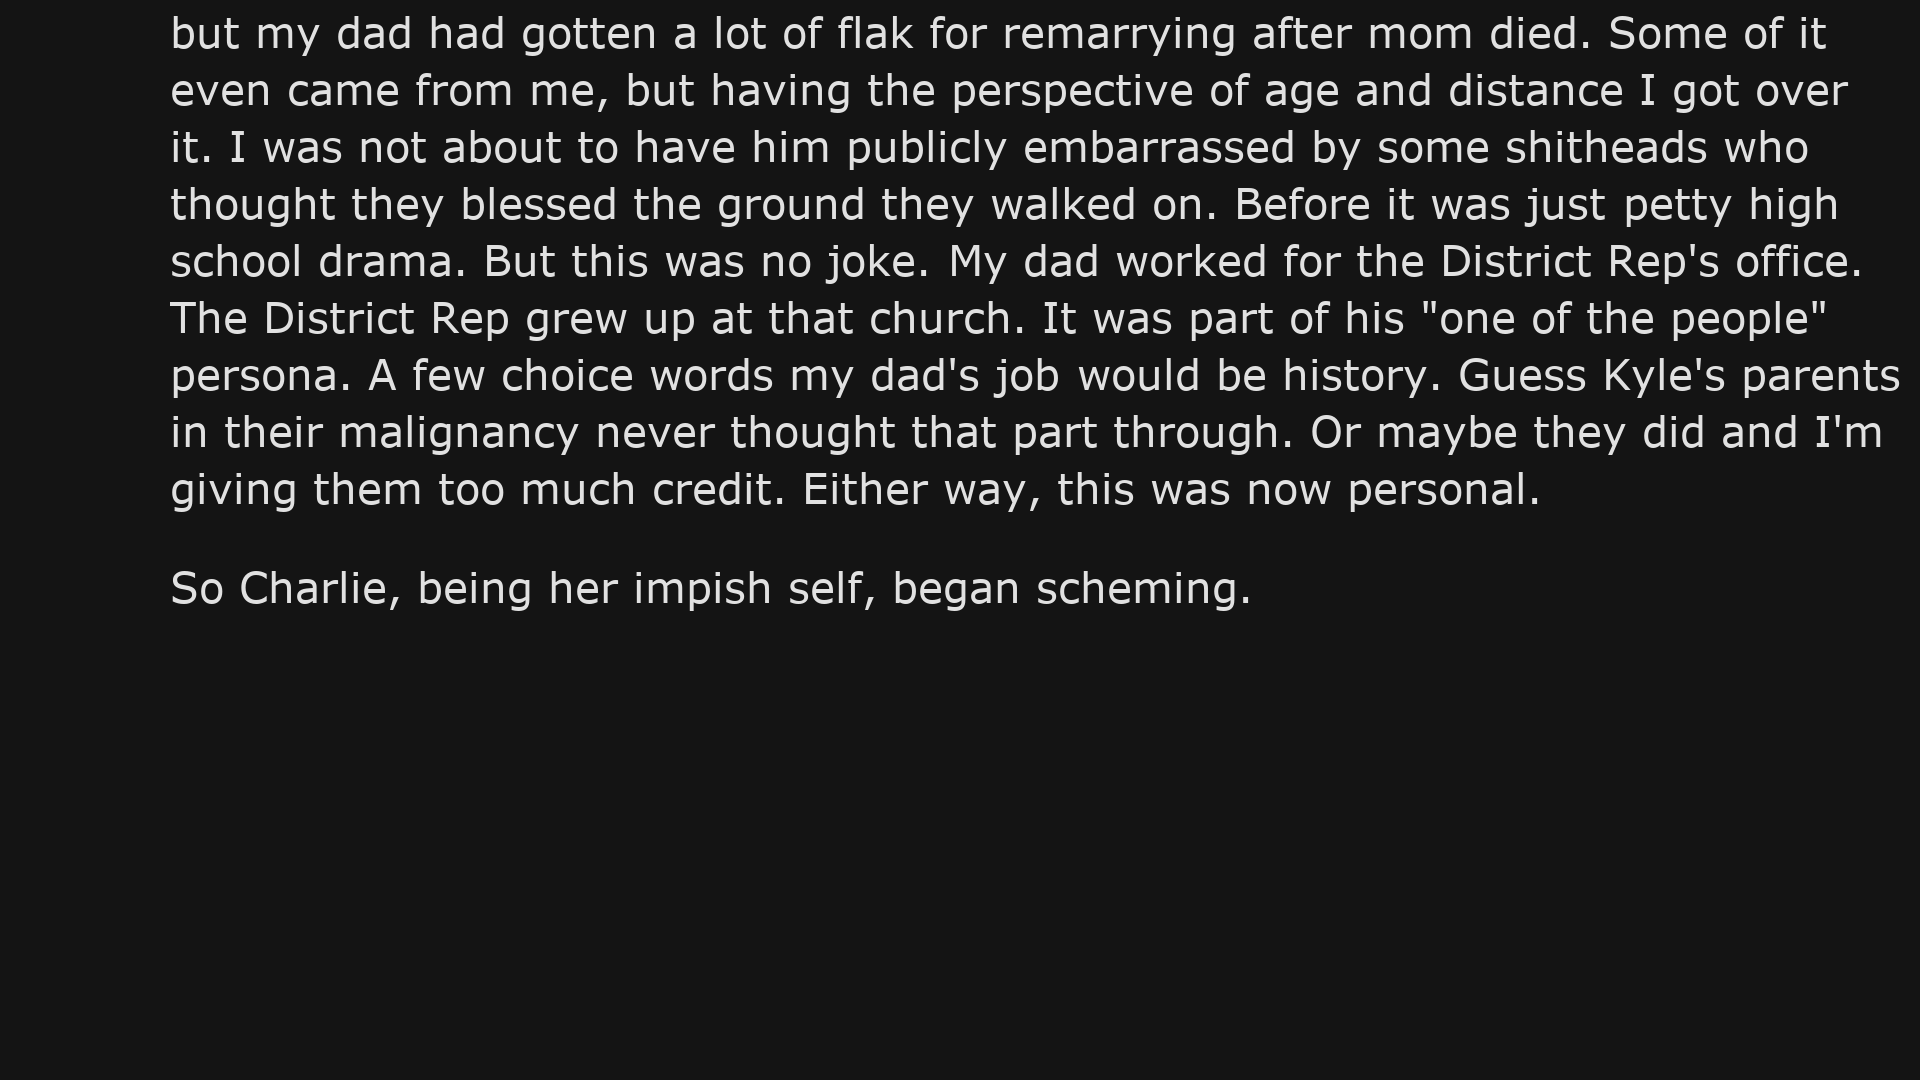 but my dad had gotten a lot of flak for remarrying after mom died. Some of it
even came from me, but having the perspective of age and distance I got over
it. I was not about to have him publicly embarrassed by some shitheads who
thought they blessed the ground they walked on. Before it was just petty high
school drama. But this was no joke. My dad worked for the District Rep's office.
The District Rep grew up at that church. It was part of his "one of the people"
persona. A few choice words my dad's job would be history. Guess Kyle's parents
in their malignancy never thought that part through. Or maybe they did and I'm
giving them too much credit. Either way, this was now personal.
So Charlie, being her impish self, began scheming.